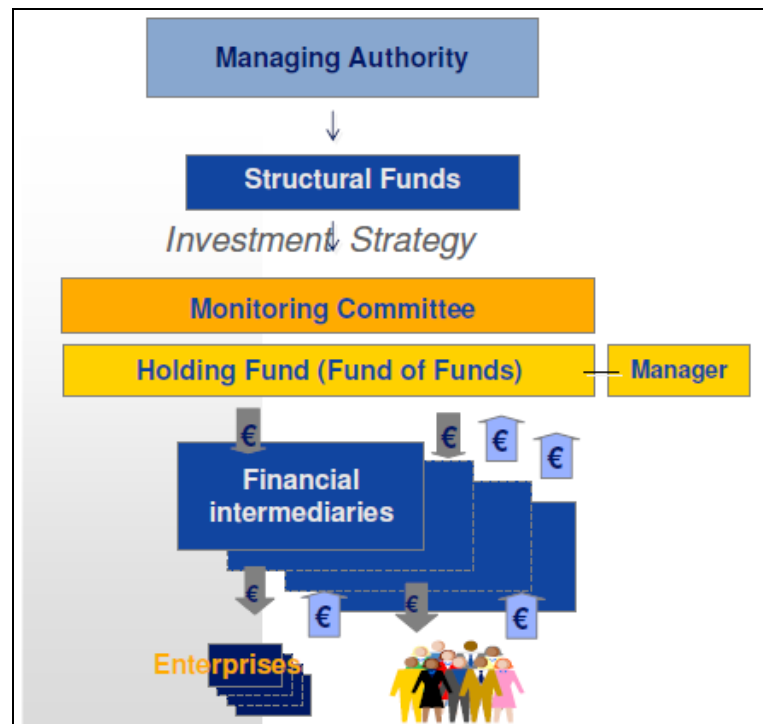 Managing Authority
Structural Funds
Investment Strategy
Monitoring Committee
Holding Fund (Fund of Funds)
Manager
€
€
€
€
Financial
intermediaries
€
€
€
€
Enterprises